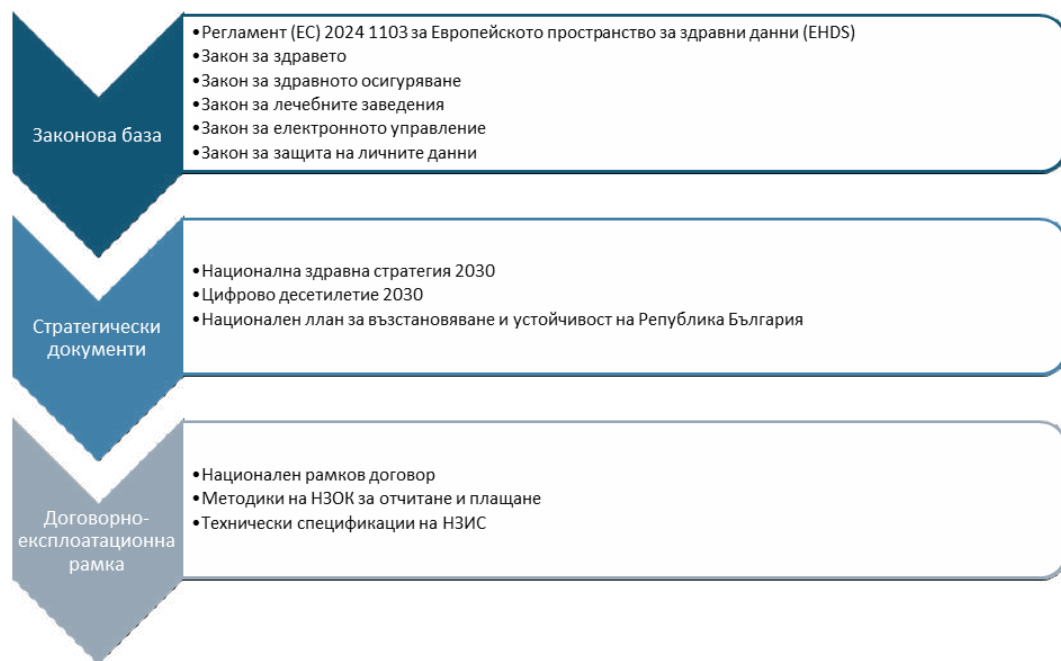 Законова база
•Регламент (ЕС) 2024 1103 за Европейското пространство за здравни данни (EHDS)
•Закон за здравето
•Закон за здравното осигуряване
•Закон за лечебните заведения
•Закон за електронното управление
•Закон за защита на личните данни
Стратегически
документи
•Национална здравна стратегия 2030
•Цифрово десетилетие 2030
•Национален ллан за възстановяване и устойчивост на Република България
Договорно-
експлоатационна
рамка
•Национален рамков договор
•Методики на НЗОК за отчитане и плащане
•Технически спецификации на НЗИС